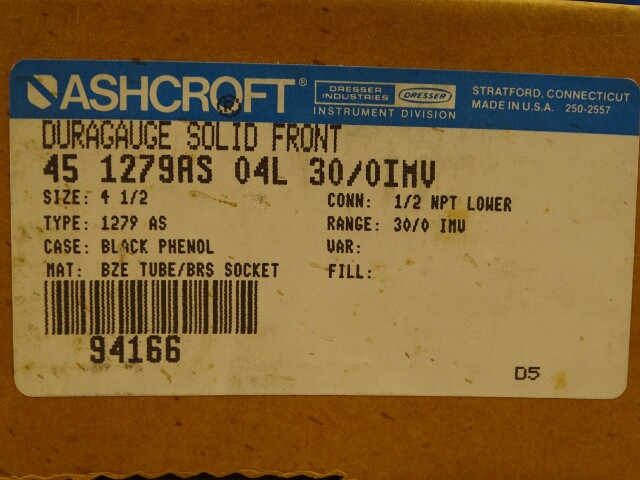 ASHCROFT®
DRESSER INDUSTRIES DRESSER
INSTRUMENT DIVISION
STRATFORD, CONNECTICUT
MADE IN U.S.A. 250-2557
DURAGAUGE SOLID FRONT
45 1279AS 04L 30/0IMV
SIZE: 4 1/2
CONN: 1/2 NPT LOWER
TYPE: 1279 AS
RANGE: 30/0 IMV
CASE: BLACK PHENOL
VAR:
MAT: BZE TUBE/BRS SOCKET
FILL:
94166
D5